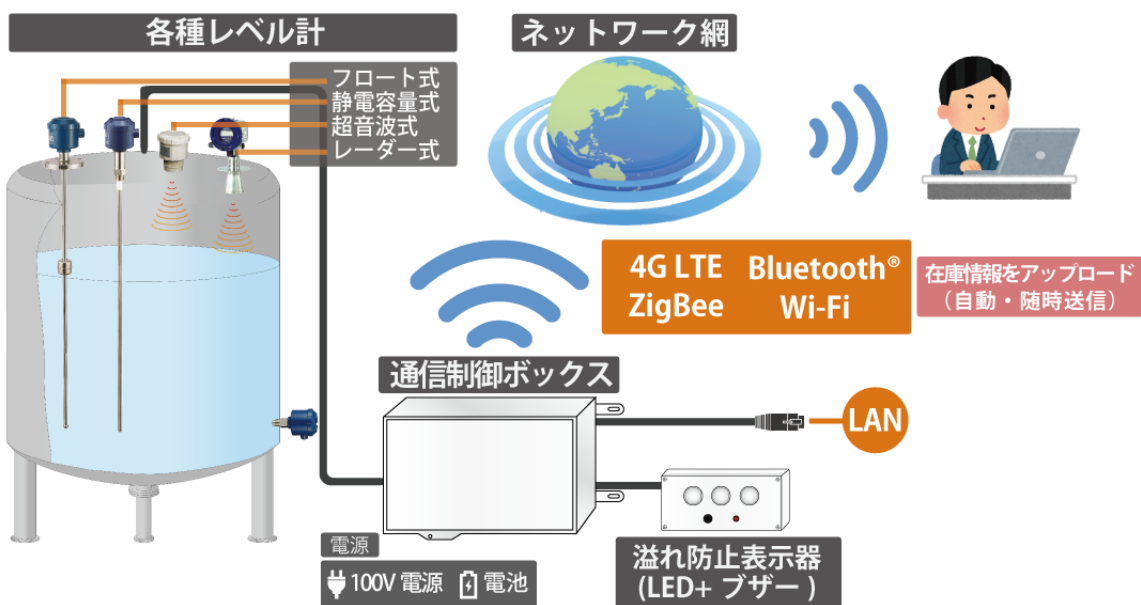 各種レベル計
フロート式
静電容量式
超音波式
レーダー式
ネットワーク網
4G LTE
Bluetooth®
ZigBee
Wi-Fi
在庫情報をアップロード
（自動・随時送信）
通信制御ボックス
LAN
電源
100V 電源
電池
溢れ防止表示器
(LED+ ブザー )